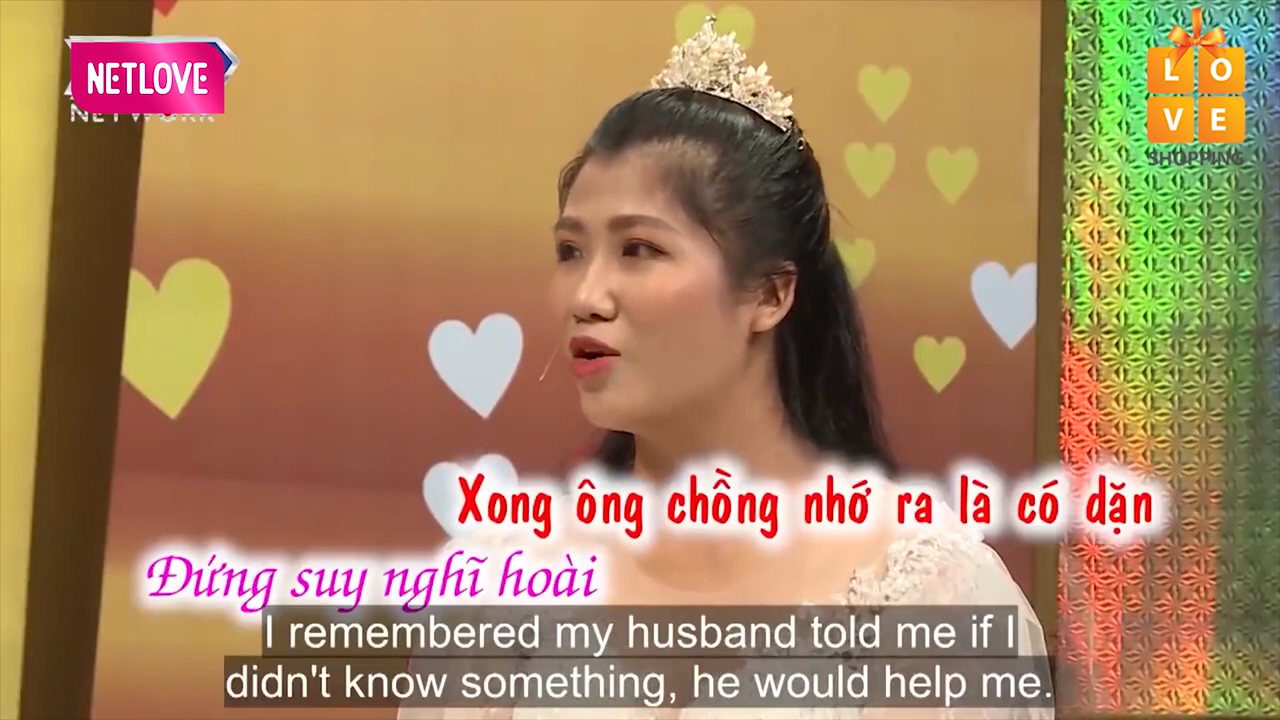 NETLOVE
NETWORK
L O
V E
SHOPPING
Xong ông chồng nhớ ra là có dặn
Đứng suy nghĩ hoài
I remembered my husband told me if I
didn't know something, he would help me.